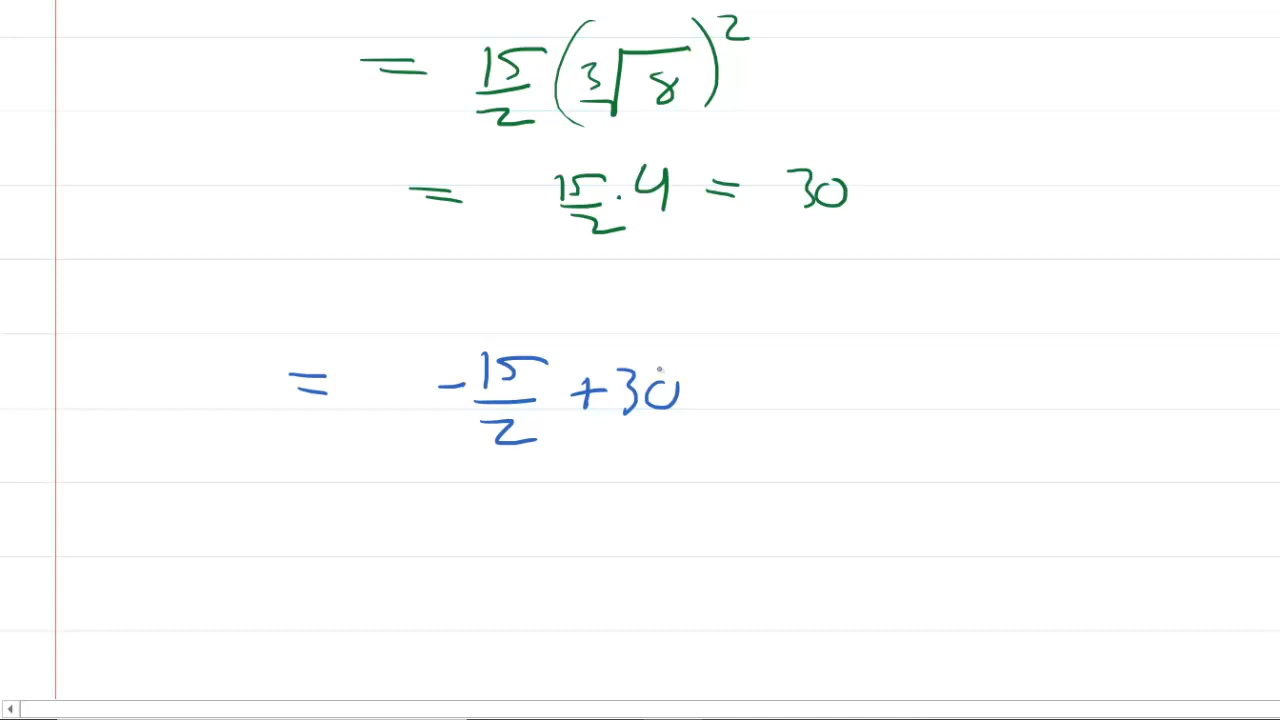 = 15/2 (∛8)²
= 15/2 · 4 = 30
= -15/2 + 30